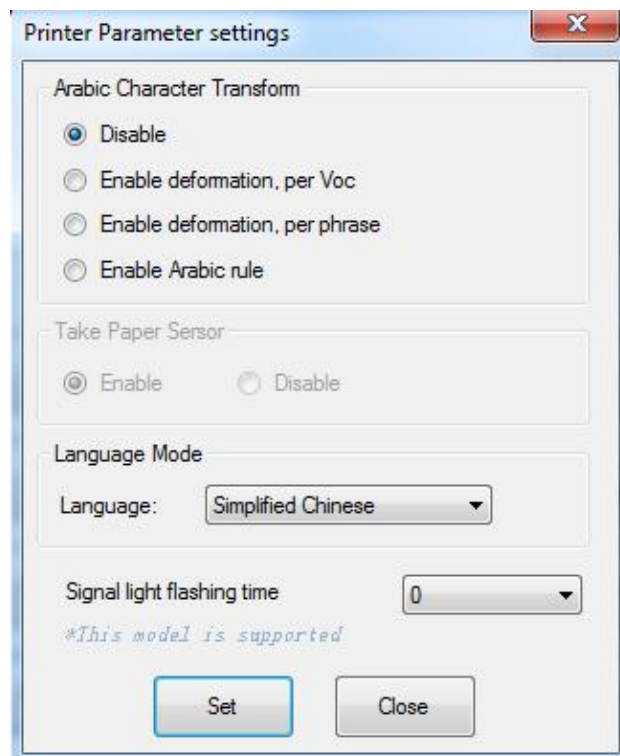 Printer Parameter settings
Arabic Character Transform
Disable
Enable deformation, per Voc
Enable deformation, per phrase
Enable Arabic rule
Take Paper Sersor
Enable Disable
Language Mode
Language: Simplified Chinese
Signal light flashing time 0
*This model is supported
Set Close